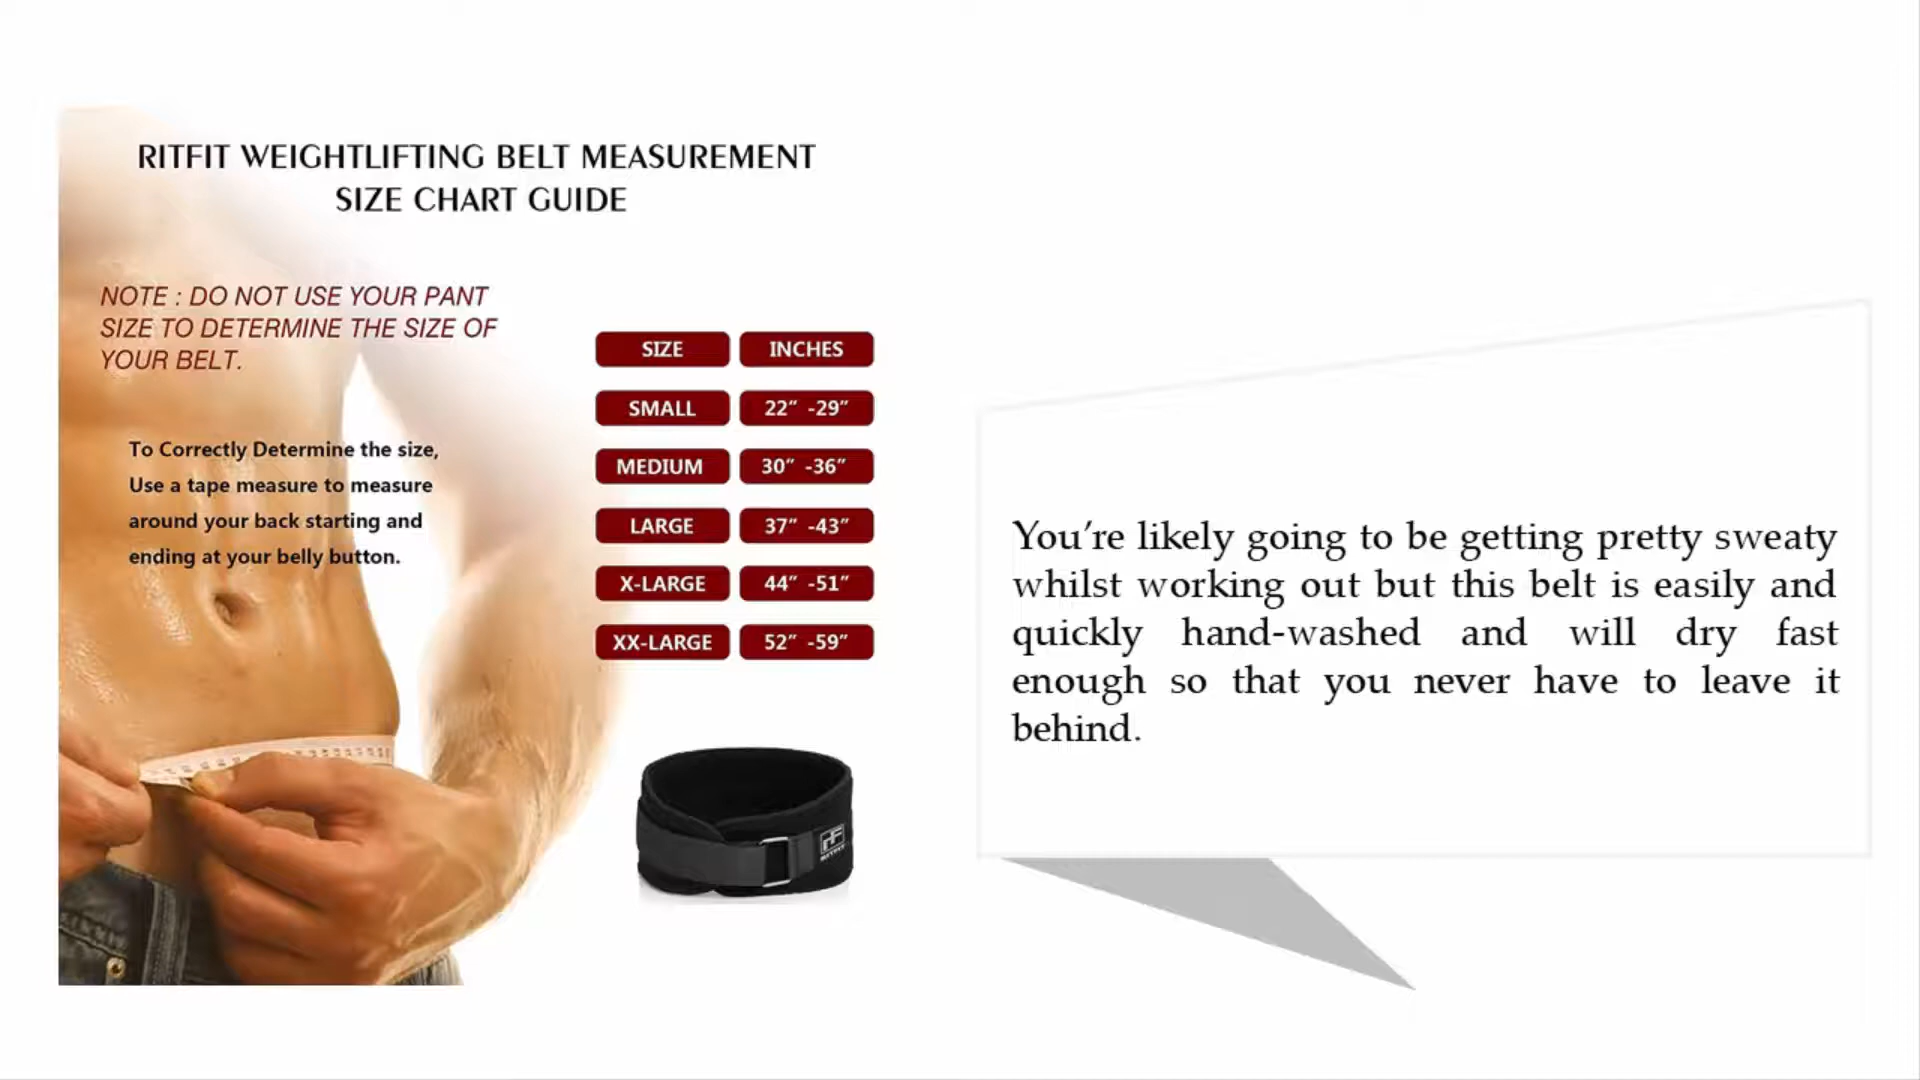 RITFIT WEIGHTLIFTING BELT MEASUREMENT
SIZE CHART GUIDE
NOTE : DO NOT USE YOUR PANT
SIZE TO DETERMINE THE SIZE OF
YOUR BELT.
To Correctly Determine the size,
Use a tape measure to measure
around your back starting and
ending at your belly button.
SIZE INCHES
SMALL 22” -29”
MEDIUM 30” -36”
LARGE 37” -43”
X-LARGE 44” -51”
XX-LARGE 52” -59”
You’re likely going to be getting pretty sweaty
whilst working out but this belt is easily and
quickly hand-washed and will dry fast
enough so that you never have to leave it
behind.